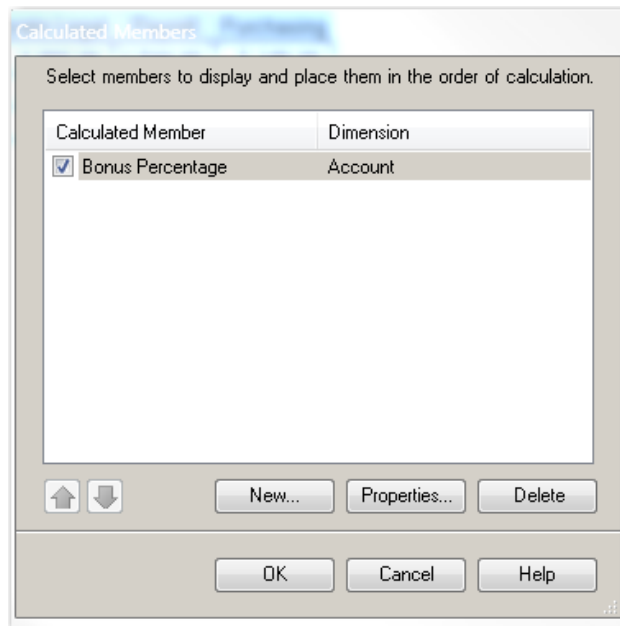 Calculated Members
Purchasing
Select members to display and place them in the order of calculation.
Calculated Member Dimension
Bonus Percentage Account
New... Properties... Delete
OK Cancel Help